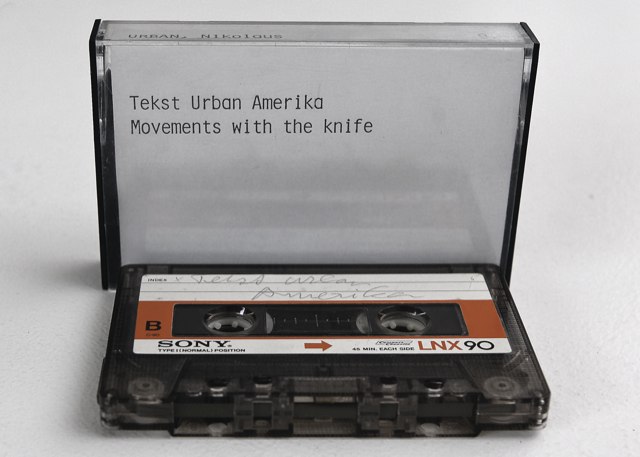 URBAN, Nikolous
Tekst Urban Amerika
Movements with the knife
INDEX
x Tekst Urban
Amerika
B
SONY®
TYPE I (NORMAL) POSITION
45 MIN. EACH SIDE LNX90